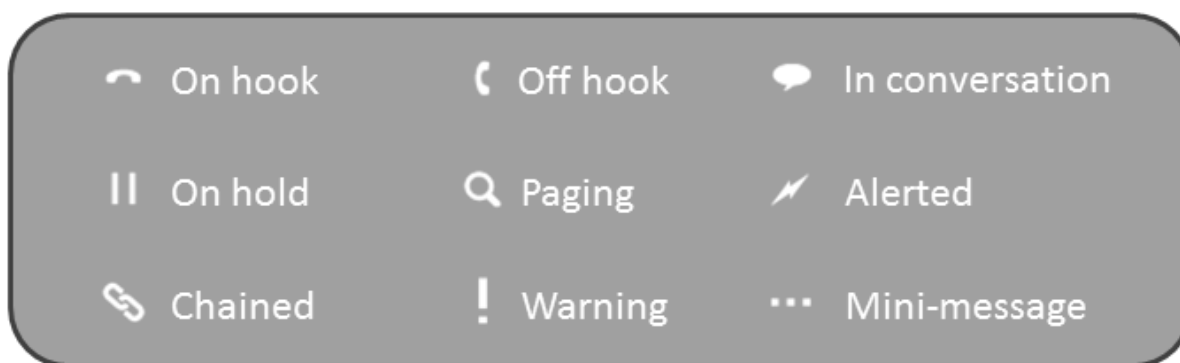 On hook Off hook In conversation
On hold Paging Alerted
Chained Warning Mini-message